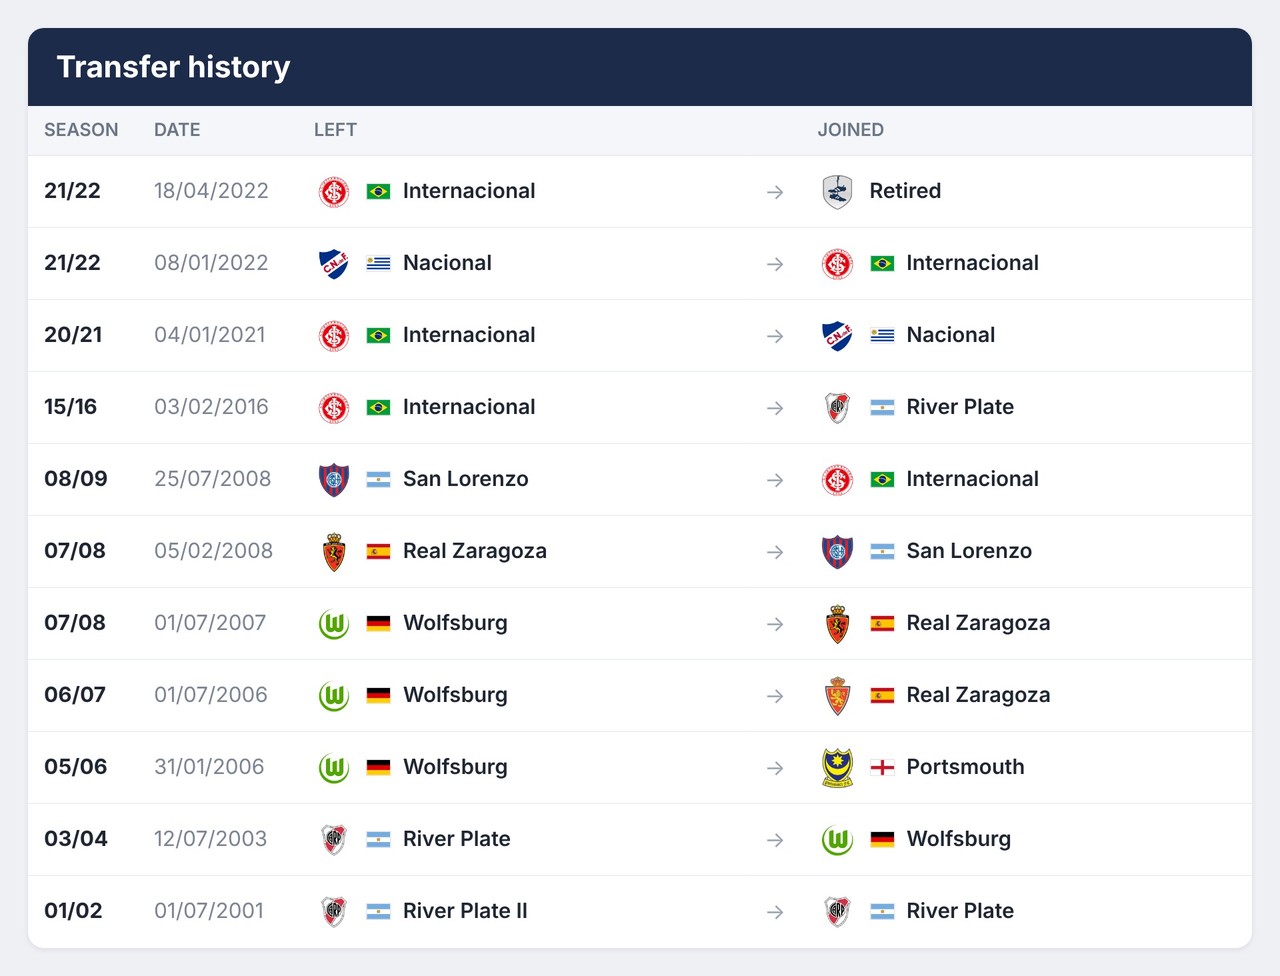 Transfer history
SEASON DATE LEFT JOINED
21/22 18/04/2022 Internacional → Retired
21/22 08/01/2022 Nacional → Internacional
20/21 04/01/2021 Internacional → Nacional
15/16 03/02/2016 Internacional → River Plate
08/09 25/07/2008 San Lorenzo → Internacional
07/08 05/02/2008 Real Zaragoza → San Lorenzo
07/08 01/07/2007 Wolfsburg → Real Zaragoza
06/07 01/07/2006 Wolfsburg → Real Zaragoza
05/06 31/01/2006 Wolfsburg → Portsmouth
03/04 12/07/2003 River Plate → Wolfsburg
01/02 01/07/2001 River Plate II → River Plate